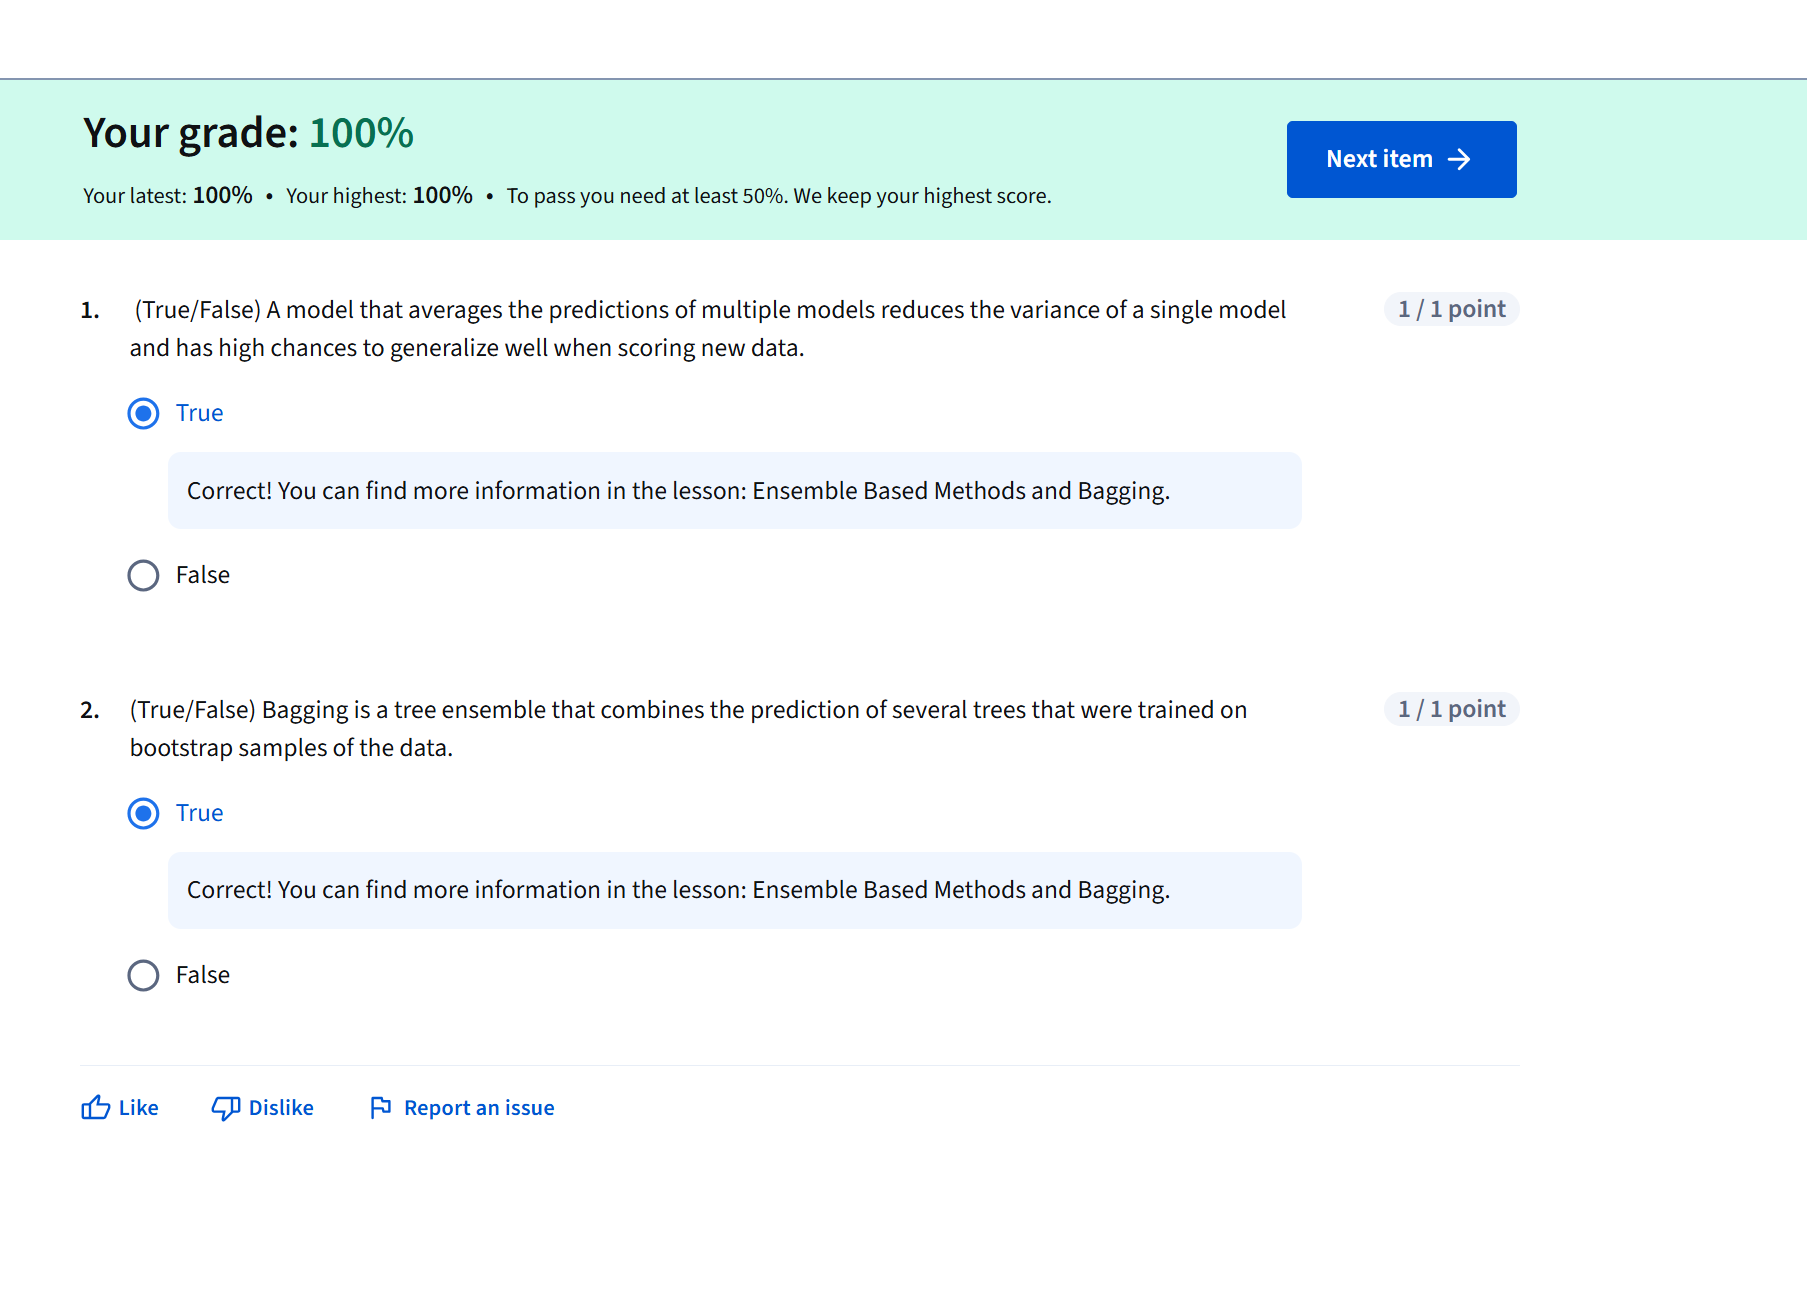 Your grade: 100%
Next item
Your latest: 100% • Your highest: 100% • To pass you need at least 50%. We keep your highest score.
1. (True/False) A model that averages the predictions of multiple models reduces the variance of a single model
and has high chances to generalize well when scoring new data.
1 / 1 point
True
Correct! You can find more information in the lesson: Ensemble Based Methods and Bagging.
False
2. (True/False) Bagging is a tree ensemble that combines the prediction of several trees that were trained on
bootstrap samples of the data.
1 / 1 point
True
Correct! You can find more information in the lesson: Ensemble Based Methods and Bagging.
False
Like Dislike Report an issue